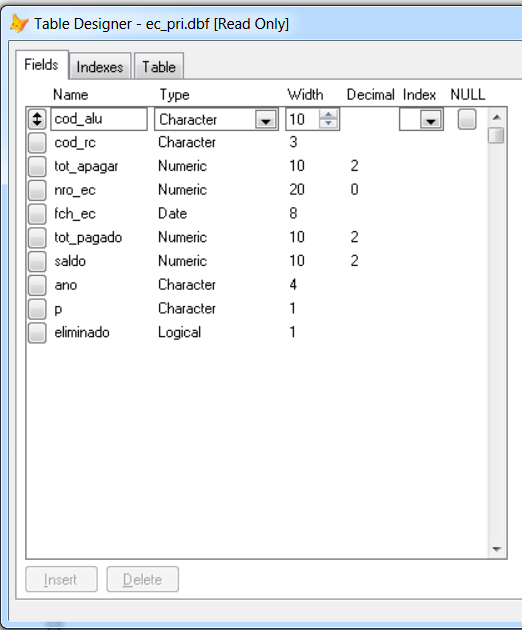 Table Designer - ec_pri.dbf [Read Only]
Fields Indexes Table
Name Type Width Decimal Index NULL
cod_alu Character 10
cod_rc Character 3
tot_apagar Numeric 10 2
nro_ec Numeric 20 0
fch_ec Date 8
tot_pagado Numeric 10 2
saldo Numeric 10 2
ano Character 4
p Character 1
eliminado Logical 1
Insert Delete